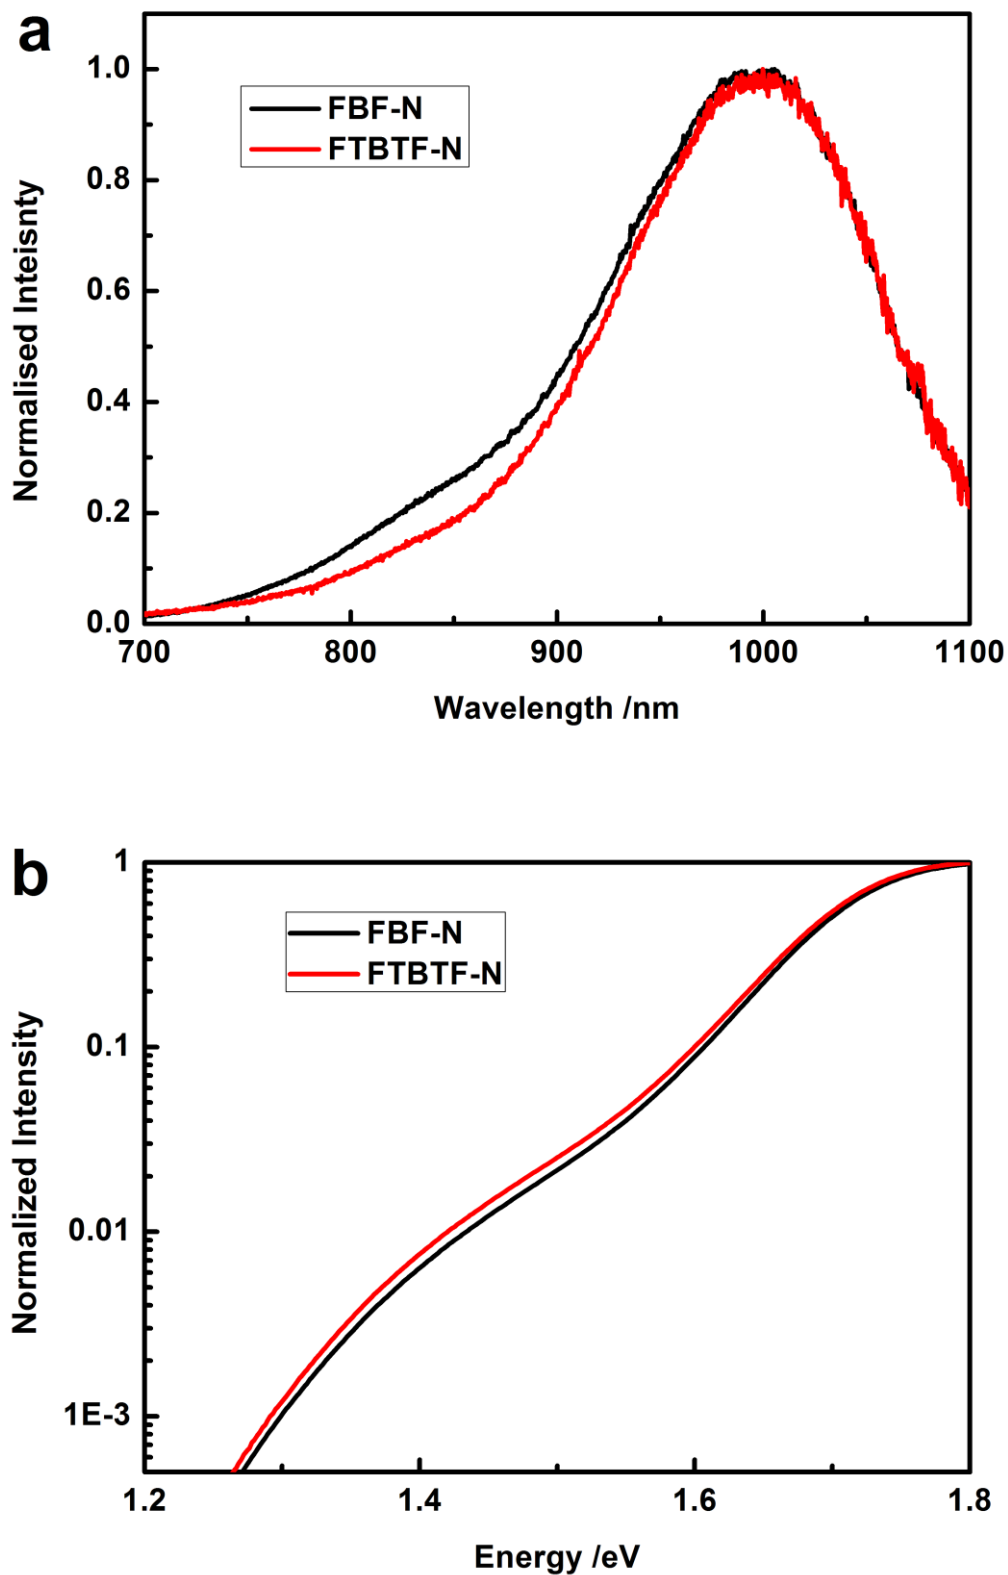 a
1.0
0.8
0.6
0.4
0.2
0.0
Normalised Inteisnty
FBF-N
FTBTF-N
700
800
900
1000
1100
Wavelength /nm
b
1
0.1
0.01
1E-3
Normalized Intensity
FBF-N
FTBTF-N
1.2
1.4
1.6
1.8
Energy /eV